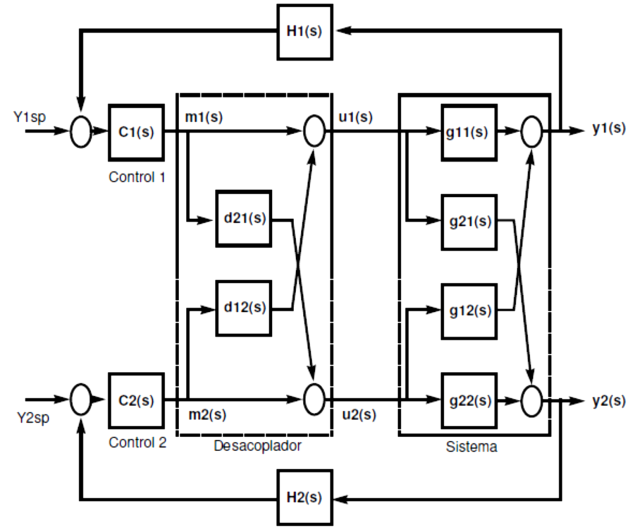 H1(s)
Y1sp
C1(s)
m1(s)
u1(s)
g11(s)
y1(s)
Control 1
d21(s)
g21(s)
d12(s)
g12(s)
Y2sp
C2(s)
m2(s)
u2(s)
g22(s)
y2(s)
Control 2
Desacoplador
Sistema
H2(s)